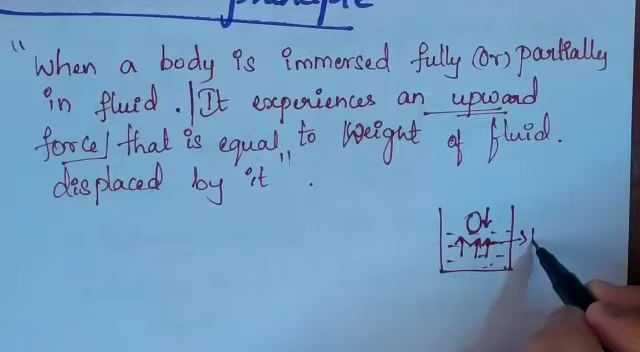 principle
"When a body is immersed fully (or) partially
in fluid. It experiences an upward
force that is equal to weight of fluid.
displaced by it".